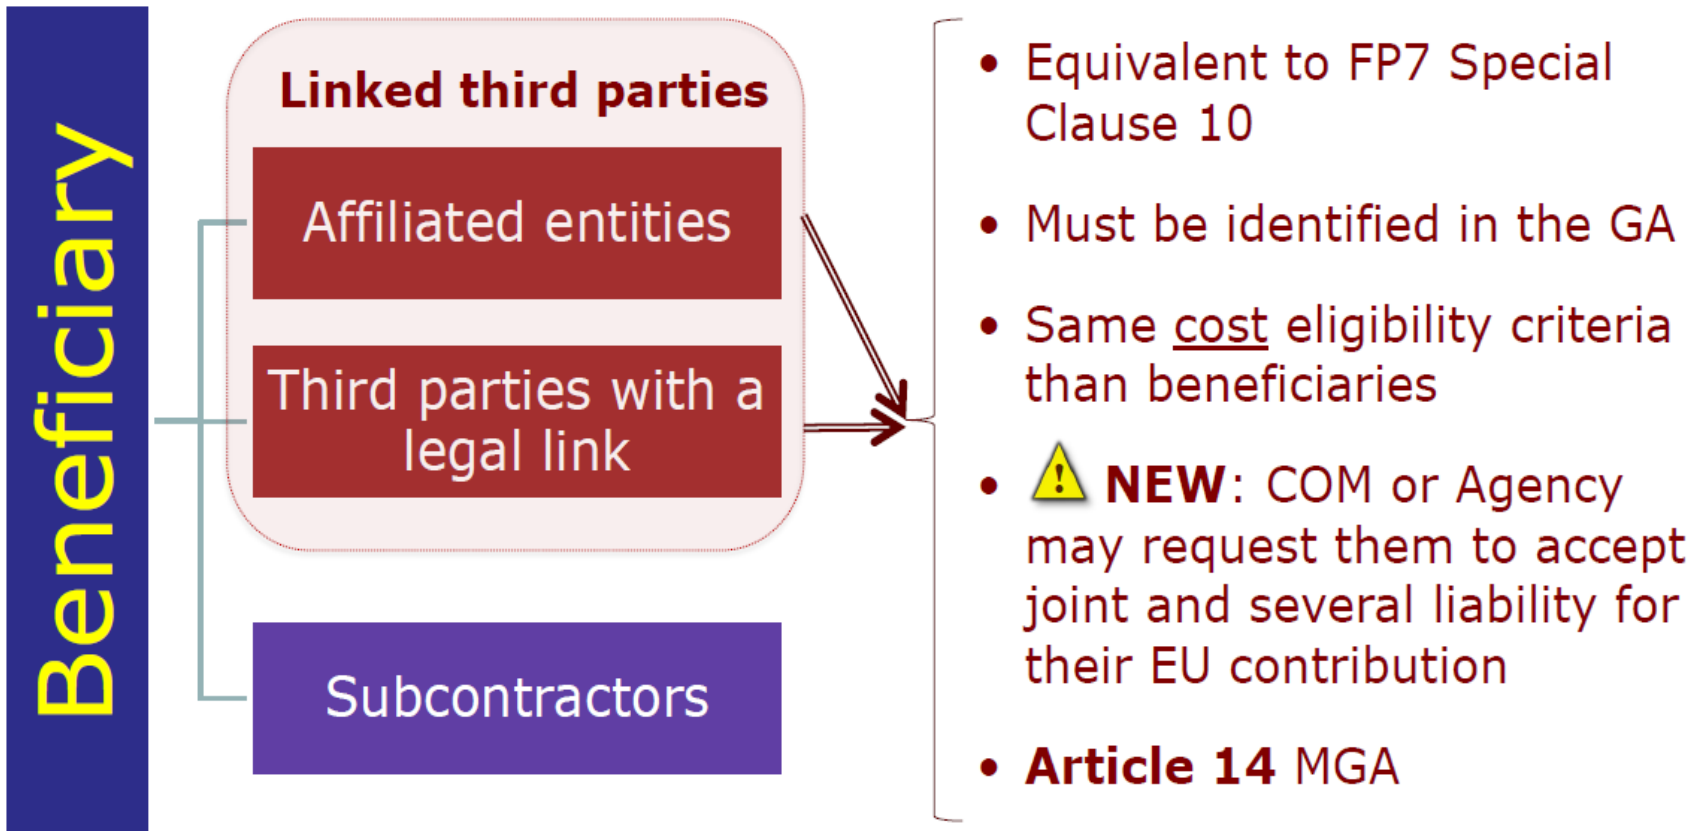 Beneficiary
Linked third parties
Affiliated entities
Third parties with a
legal link
Subcontractors
• Equivalent to FP7 Special
Clause 10
• Must be identified in the GA
• Same cost eligibility criteria
than beneficiaries
• ! NEW: COM or Agency
may request them to accept
joint and several liability for
their EU contribution
• Article 14 MGA